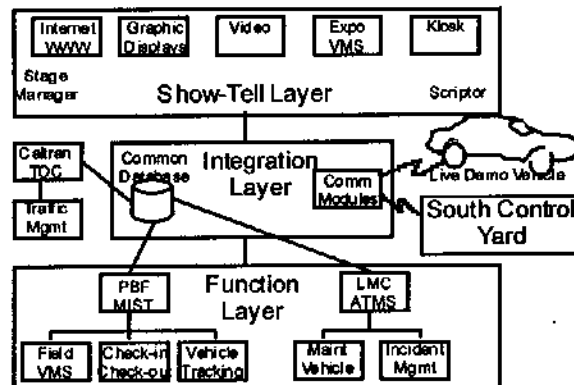 Internet
WWW
Graphic
Displays
Video
Expo
VMS
Kiosk
Stage
Manager
Show-Tell Layer
Scriptor
Caltran
TOC
Traffic
Mgmt
Common
Database
Integration
Layer
Comm
Modules
Live Demo Vehicle
South Control
Yard
PBF
MIST
Function
Layer
LMC
ATMS
Field
VMS
Check-in
Check-out
Vehicle
Tracking
Maint
Vehicle
Incident
Mgmt